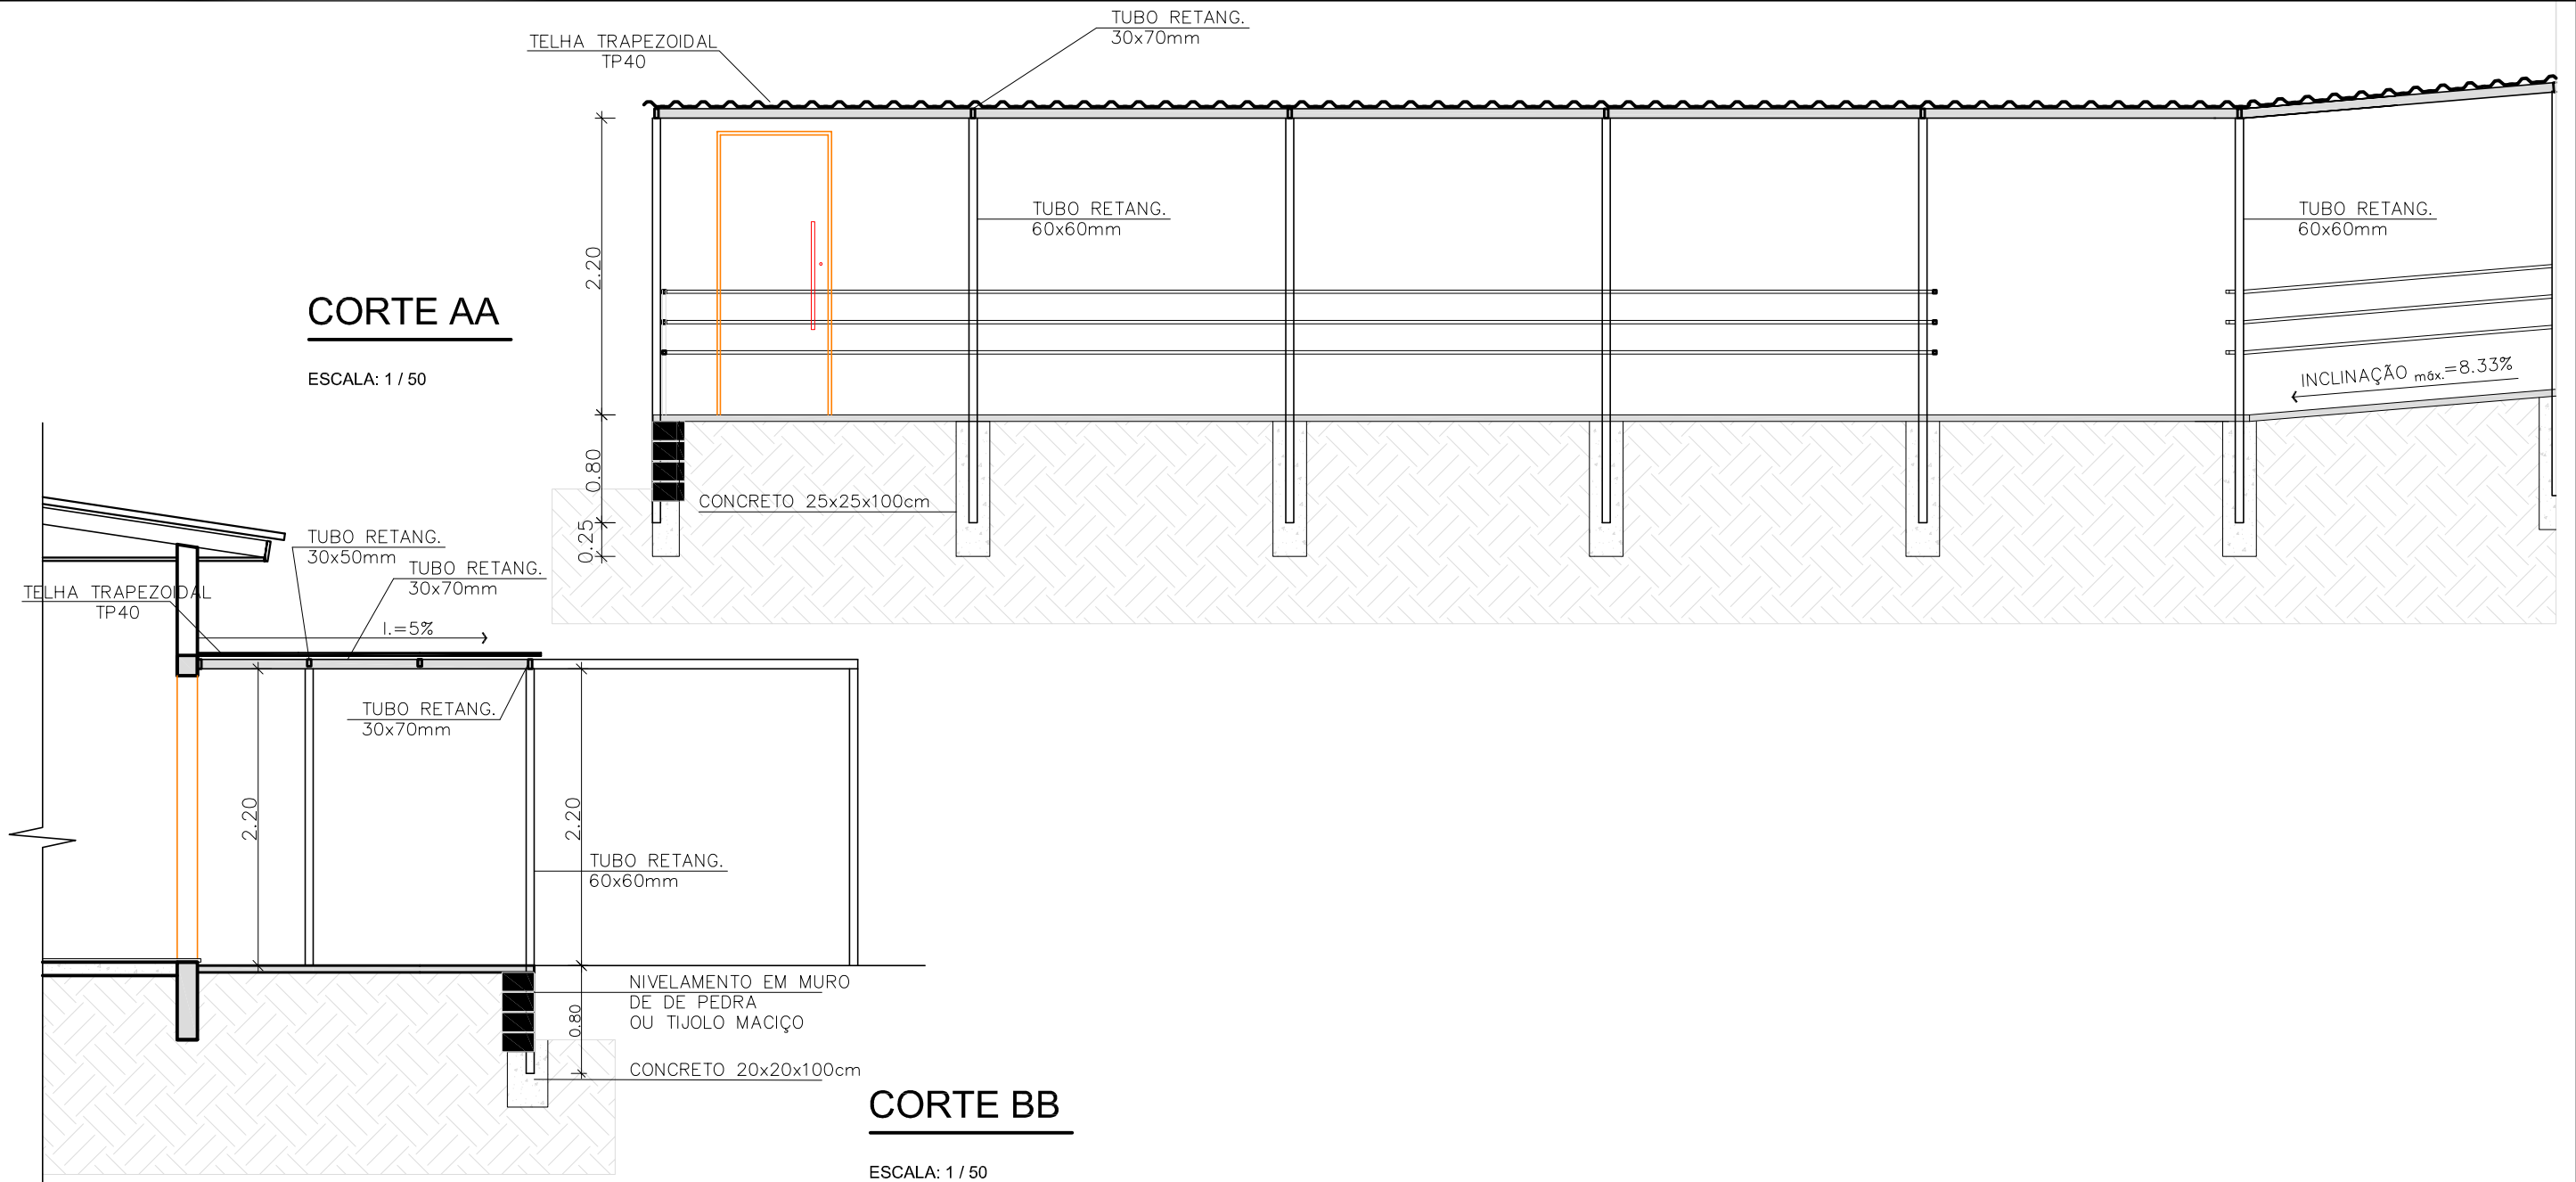 TUBO RETANG.
30x70mm
TELHA TRAPEZOIDAL
TP40
TUBO RETANG.
60x60mm
TUBO RETANG.
60x60mm
2.20
CORTE AA
ESCALA: 1 / 50
INCLINAÇÃO máx.=8.33%
0.80
CONCRETO 25x25x100cm
0.25
TUBO RETANG.
30x50mm
TUBO RETANG.
30x70mm
TELHA TRAPEZOIDAL
TP40
I.=5%
TUBO RETANG.
30x70mm
2.20
2.20
TUBO RETANG.
60x60mm
NIVELAMENTO EM MURO
DE DE PEDRA
OU TIJOLO MACIÇO
0.80
CONCRETO 20x20x100cm
CORTE BB
ESCALA: 1 / 50